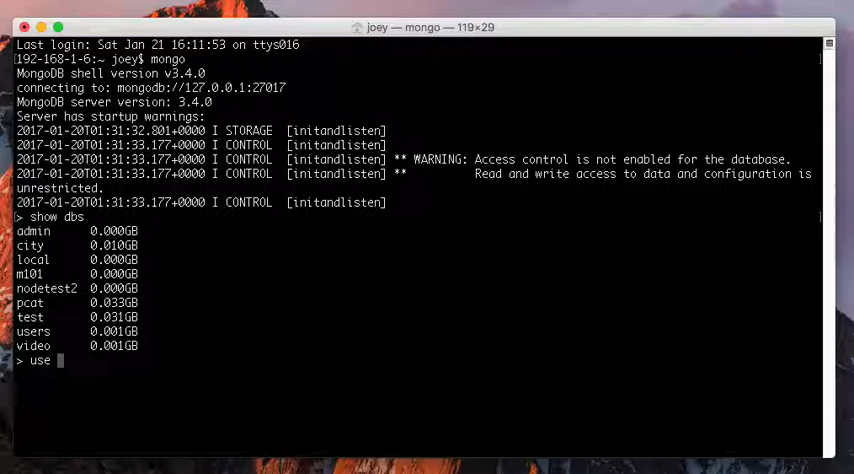 joey — mongo — 119×29
Last login: Sat Jan 21 16:11:53 on ttys016
[192-168-1-6:~ joey$ mongo ]
MongoDB shell version v3.4.0
connecting to: mongodb://127.0.0.1:27017
MongoDB server version: 3.4.0
Server has startup warnings:
2017-01-20T01:31:32.801+0000 I STORAGE  [initandlisten]
2017-01-20T01:31:33.177+0000 I CONTROL  [initandlisten]
2017-01-20T01:31:33.177+0000 I CONTROL  [initandlisten] ** WARNING: Access control is not enabled for the database.
2017-01-20T01:31:33.177+0000 I CONTROL  [initandlisten] **          Read and write access to data and configuration is
unrestricted.
2017-01-20T01:31:33.177+0000 I CONTROL  [initandlisten]
[> show dbs ]
admin      0.000GB
city       0.010GB
local      0.000GB
m101       0.000GB
nodetest2  0.000GB
pcat       0.033GB
test       0.031GB
users      0.001GB
video      0.001GB
> use